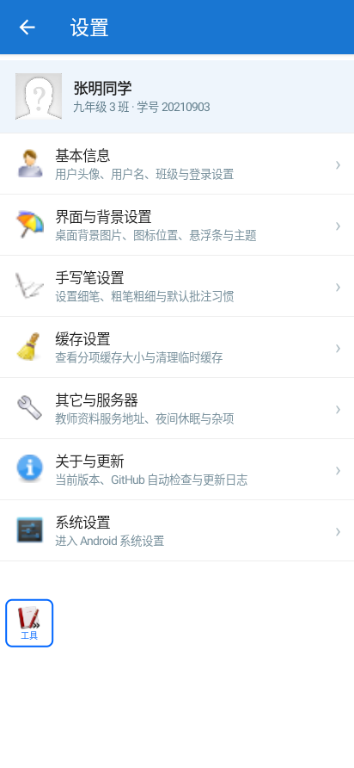 设置
张明同学
九年级 3 班 · 学号 20210903
基本信息
用户头像、用户名、班级与登录设置
界面与背景设置
桌面背景图片、图标位置、悬浮条与主题
手写笔设置
设置细笔、粗笔粗细与默认批注习惯
缓存设置
查看分项缓存大小与清理临时缓存
其它与服务器
教师资料服务地址、夜间休眠与杂项
关于与更新
当前版本、GitHub 自动检查与更新日志
系统设置
进入 Android 系统设置
工具